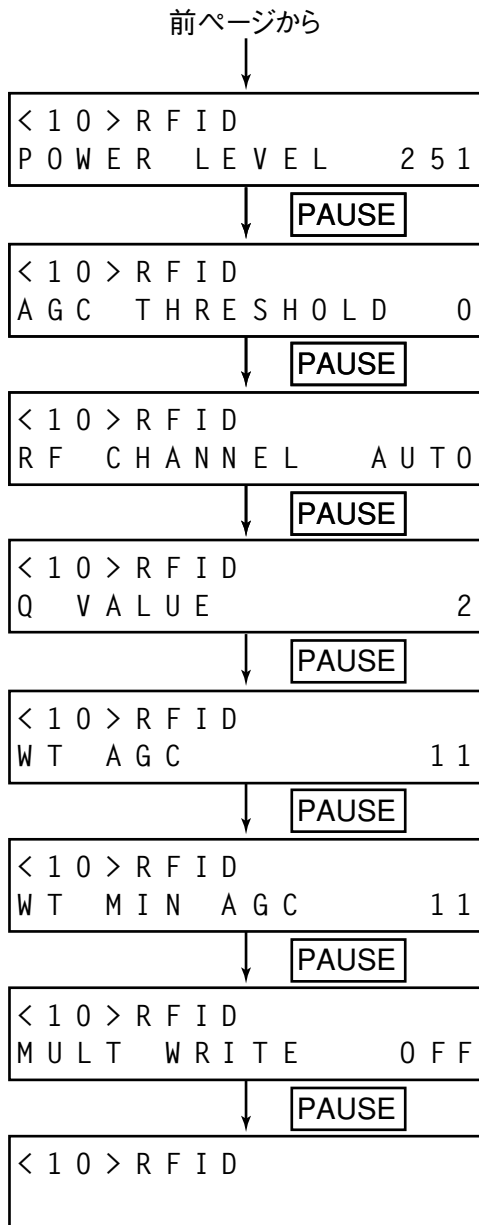 前ページから
<10>RFID
POWER LEVEL 251
PAUSE
<10>RFID
AGC THRESHOLD 0
PAUSE
<10>RFID
RF CHANNEL AUTO
PAUSE
<10>RFID
Q VALUE 2
PAUSE
<10>RFID
WT AGC 11
PAUSE
<10>RFID
WT MIN AGC 11
PAUSE
<10>RFID
MULT WRITE OFF
PAUSE
<10>RFID